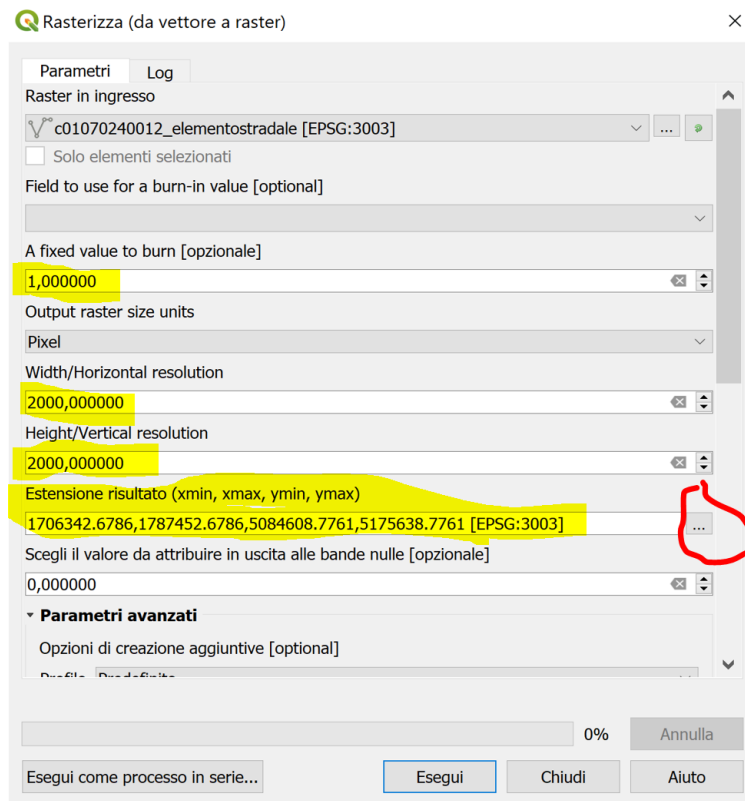 Rasterizza (da vettore a raster)
Parametri
Log
Raster in ingresso
c01070240012_elementostradale [EPSG:3003]
...
Solo elementi selezionati
Field to use for a burn-in value [optional]
A fixed value to burn [opzionale]
1,000000
Output raster size units
Pixel
Width/Horizontal resolution
2000,000000
Height/Vertical resolution
2000,000000
Estensione risultato (xmin, xmax, ymin, ymax)
1706342.6786,1787452.6786,5084608.7761,5175638.7761 [EPSG:3003]
...
Scegli il valore da attribuire in uscita alle bande nulle [opzionale]
0,000000
Parametri avanzati
Opzioni di creazione aggiuntive [optional]
Profilo Predefinito
0%
Annulla
Esegui come processo in serie...
Esegui
Chiudi
Aiuto